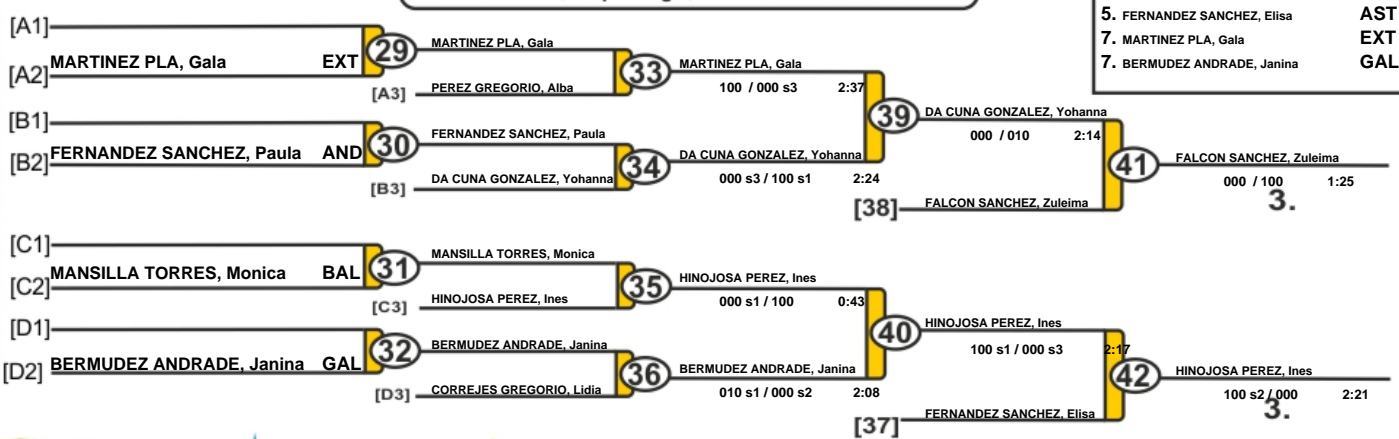 5. FERNANDEZ SANCHEZ, Elisa AST
7. MARTINEZ PLA, Gala EXT
7. BERMUDEZ ANDRADE, Janina GAL
[A1]
[A2] MARTINEZ PLA, Gala EXT
29
MARTINEZ PLA, Gala
[A3] PEREZ GREGORIO, Alba
33
MARTINEZ PLA, Gala
100 / 000 s3 2:37
[B1]
[B2] FERNANDEZ SANCHEZ, Paula AND
30
FERNANDEZ SANCHEZ, Paula
[B3] DA CUNA GONZALEZ, Yohanna
34
DA CUNA GONZALEZ, Yohanna
000 s3 / 100 s1 2:24
39
DA CUNA GONZALEZ, Yohanna
000 / 010 2:14
[38] FALCON SANCHEZ, Zuleima
41
FALCON SANCHEZ, Zuleima
000 / 100 1:25
3.
[C1]
[C2] MANSILLA TORRES, Monica BAL
31
MANSILLA TORRES, Monica
[C3] HINOJOSA PEREZ, Ines
35
HINOJOSA PEREZ, Ines
000 s1 / 100 0:43
[D1]
[D2] BERMUDEZ ANDRADE, Janina GAL
32
BERMUDEZ ANDRADE, Janina
[D3] CORREJES GREGORIO, Lidia
36
BERMUDEZ ANDRADE, Janina
010 s1 / 000 s2 2:08
40
HINOJOSA PEREZ, Ines
100 s1 / 000 s3 2:17
[37] FERNANDEZ SANCHEZ, Elisa
42
HINOJOSA PEREZ, Ines
100 s2 / 000 2:21
3.